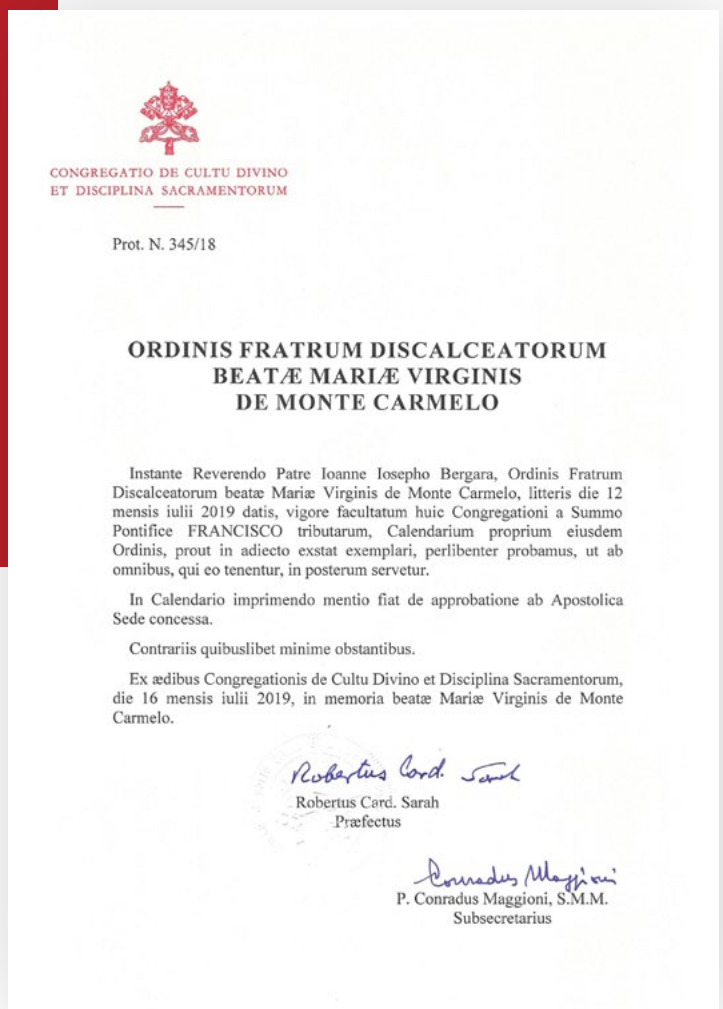 CONGREGATIO DE CULTU DIVINO
ET DISCIPLINA SACRAMENTORUM
Prot. N. 345/18
ORDINIS FRATRUM DISCALCEATORUM
BEATÆ MARIÆ VIRGINIS
DE MONTE CARMELO
Instante Reverendo Patre Ioanne Iosepho Bergara, Ordinis Fratrum
Discalceatorum beatæ Mariæ Virginis de Monte Carmelo, litteris die 12
mensis iulii 2019 datis, vigore facultatum huic Congregationi a Summo
Pontifice FRANCISCO tributarum, Calendarium proprium eiusdem
Ordinis, prout in adiecto exstat exemplari, perlibenter probamus, ut ab
omnibus, qui eo tenentur, in posterum servetur.
In Calendario imprimendo mentio fiat de approbatione ab Apostolica
Sede concessa.
Contrariis quibuslibet minime obstantibus.
Ex ædibus Congregationis de Cultu Divino et Disciplina Sacramentorum,
die 16 mensis iulii 2019, in memoria beatæ Mariæ Virginis de Monte
Carmelo.
Robertus Card. Sarah
Robertus Card. Sarah
Præfectus
Conradus Maggioni
P. Conradus Maggioni, S.M.M.
Subsecretarius